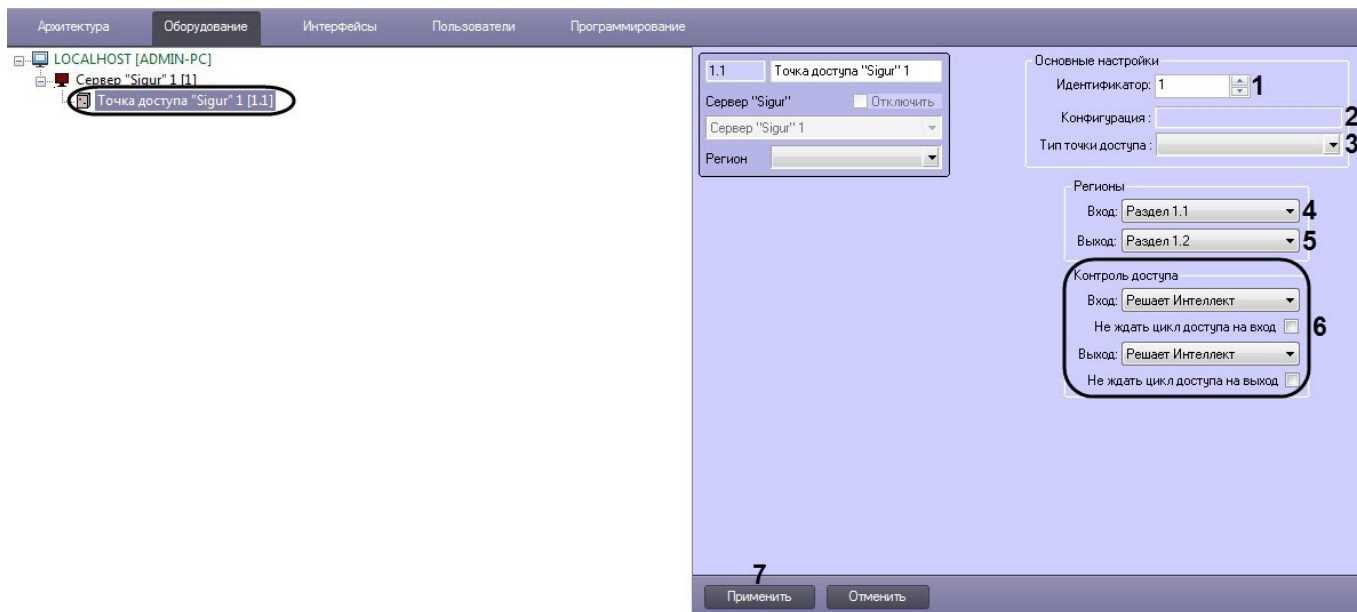 Архитектура Оборудование Интерфейсы Пользователи Программирование
LOCALHOST [ADMIN-PC]
Сервер "Sigur" 1 [1]
Точка доступа "Sigur" 1 [1.1]
1.1 Точка доступа "Sigur" 1
Сервер "Sigur" Отключить
Сервер "Sigur" 1
Регион
Основные настройки
Идентификатор: 1 1
Конфигурация : 2
Тип точки доступа : 3
Регионы
Вход: Раздел 1.1 4
Выход: Раздел 1.2 5
Контроль доступа
Вход: Решает Интеллект
Не ждать цикл доступа на вход 6
Выход: Решает Интеллект
Не ждать цикл доступа на выход
7
Применить Отменить